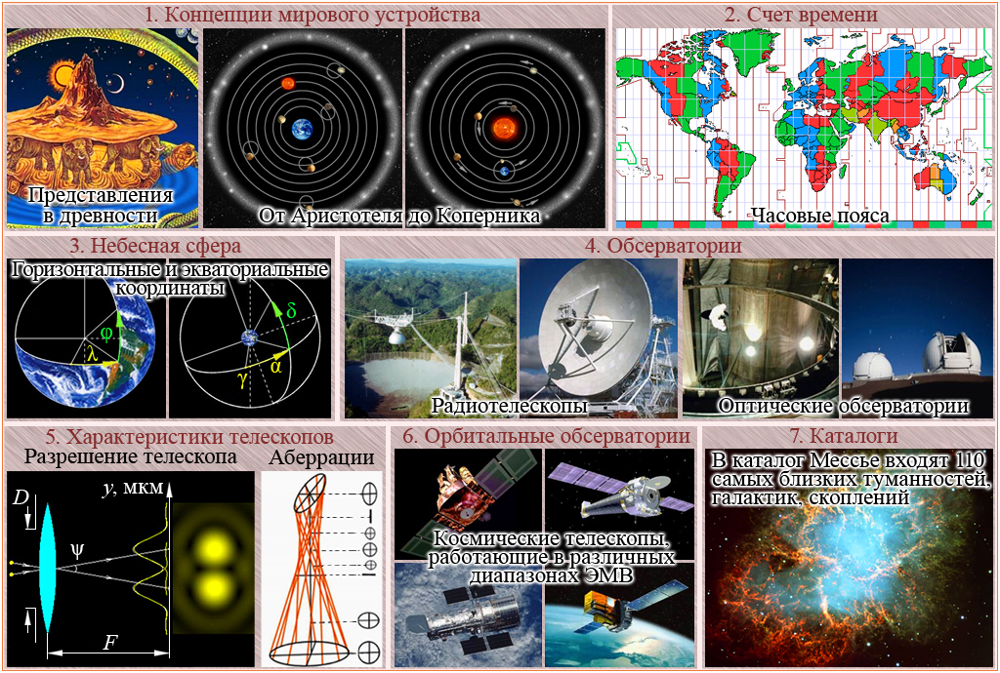 1. Концепции мирового устройства
Представления
в древности
От Аристотеля до Коперника
2. Счет времени
Часовые пояса
3. Небесная сфера
Горизонтальные и экваториальные
координаты
φ
λ
δ
α
γ
4. Обсерватории
Радиотелескопы
Оптические обсерватории
5. Характеристики телескопов
Разрешение телескопа
D
y, мкм
ψ
F
Аберрации
6. Орбитальные обсерватории
Космические телескопы,
работающие в различных
диапазонах ЭМВ
7. Каталоги
В каталог Мессье входят 110
самых близких туманностей,
галактик, скоплений